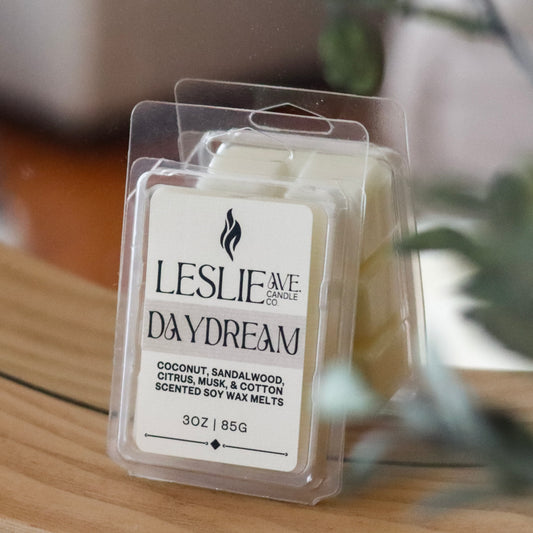 LESLIE AVE.
CANDLE
CO.
DAYDREAM
COCONUT, SANDALWOOD,
CITRUS, MUSK, & COTTON
SCENTED SOY WAX MELTS
3OZ | 85G